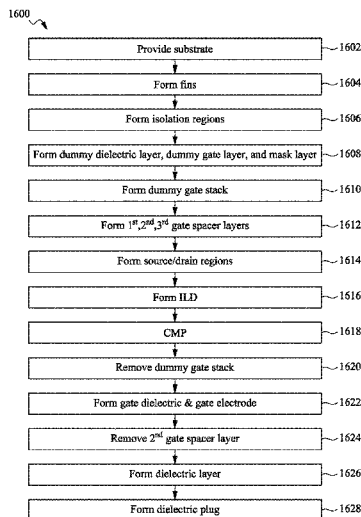 1600
Provide substrate 1602
Form fins 1604
Form isolation regions 1606
Form dummy dielectric layer, dummy gate layer, and mask layer 1608
Form dummy gate stack 1610
Form 1st,2nd,3rd gate spacer layers 1612
Form source/drain regions 1614
Form ILD 1616
CMP 1618
Remove dummy gate stack 1620
Form gate dielectric & gate electrode 1622
Remove 2nd gate spacer layer 1624
Form dielectric layer 1626
Form dielectric plug 1628